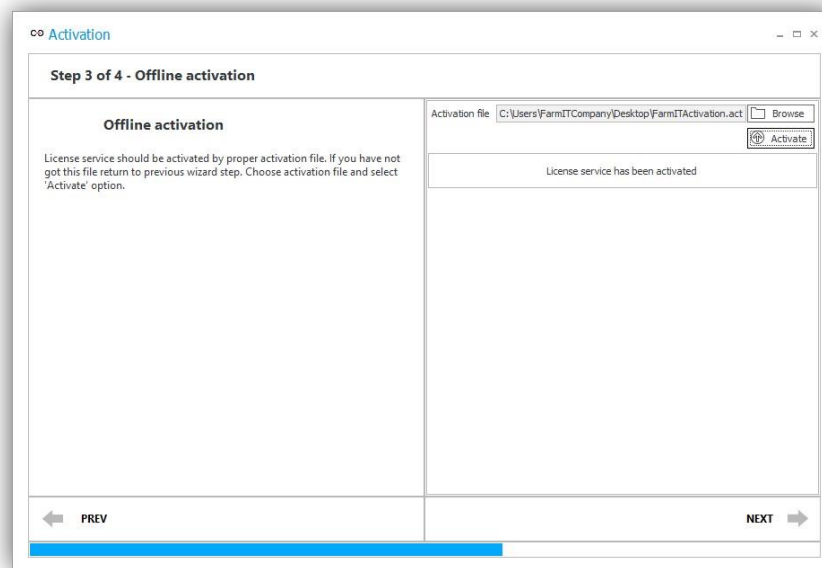 Activation
Step 3 of 4 - Offline activation
Offline activation
License service should be activated by proper activation file. If you have not
got this file return to previous wizard step. Choose activation file and select
'Activate' option.
Activation file C:\Users\FarmITCompany\Desktop\FarmITActivation.act Browse
Activate
License service has been activated
PREV
NEXT